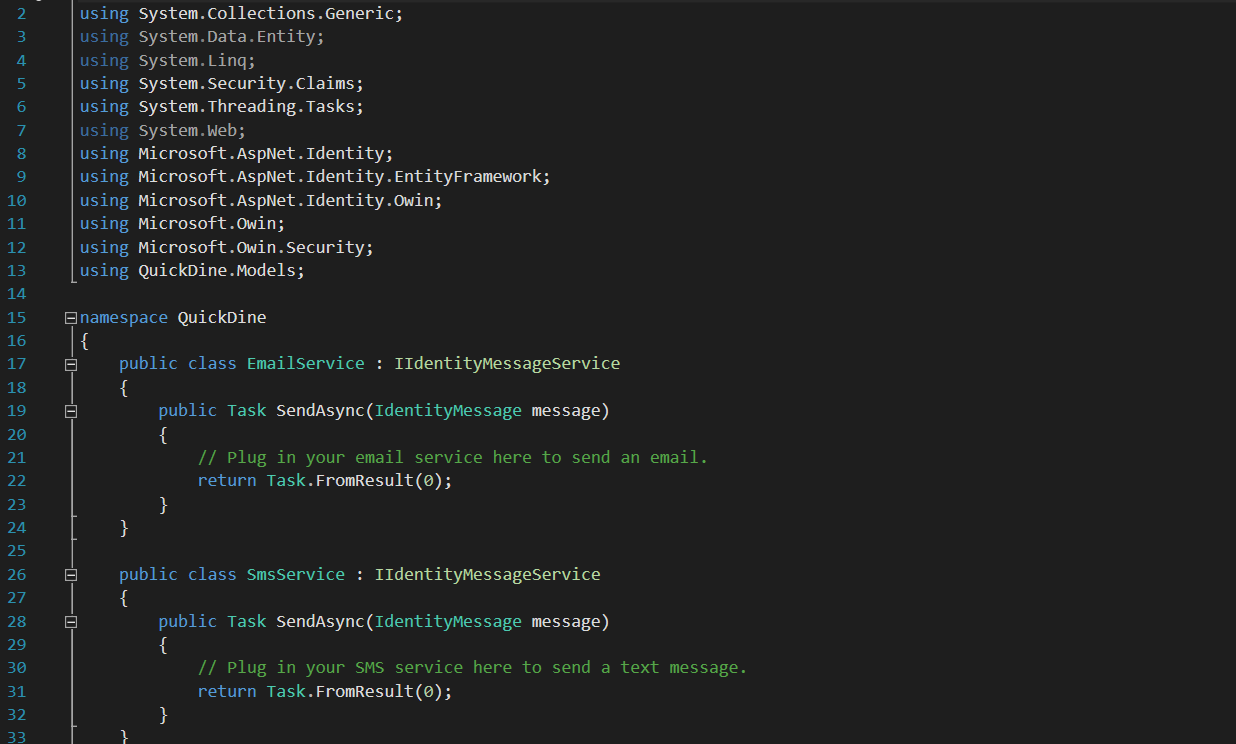 2 using System.Collections.Generic;
3 using System.Data.Entity;
4 using System.Linq;
5 using System.Security.Claims;
6 using System.Threading.Tasks;
7 using System.Web;
8 using Microsoft.AspNet.Identity;
9 using Microsoft.AspNet.Identity.EntityFramework;
10 using Microsoft.AspNet.Identity.Owin;
11 using Microsoft.Owin;
12 using Microsoft.Owin.Security;
13 using QuickDine.Models;
14
15 namespace QuickDine
16 {
17     public class EmailService : IIdentityMessageService
18     {
19         public Task SendAsync(IdentityMessage message)
20         {
21             // Plug in your email service here to send an email.
22             return Task.FromResult(0);
23         }
24     }
25
26     public class SmsService : IIdentityMessageService
27     {
28         public Task SendAsync(IdentityMessage message)
29         {
30             // Plug in your SMS service here to send a text message.
31             return Task.FromResult(0);
32         }
33     }